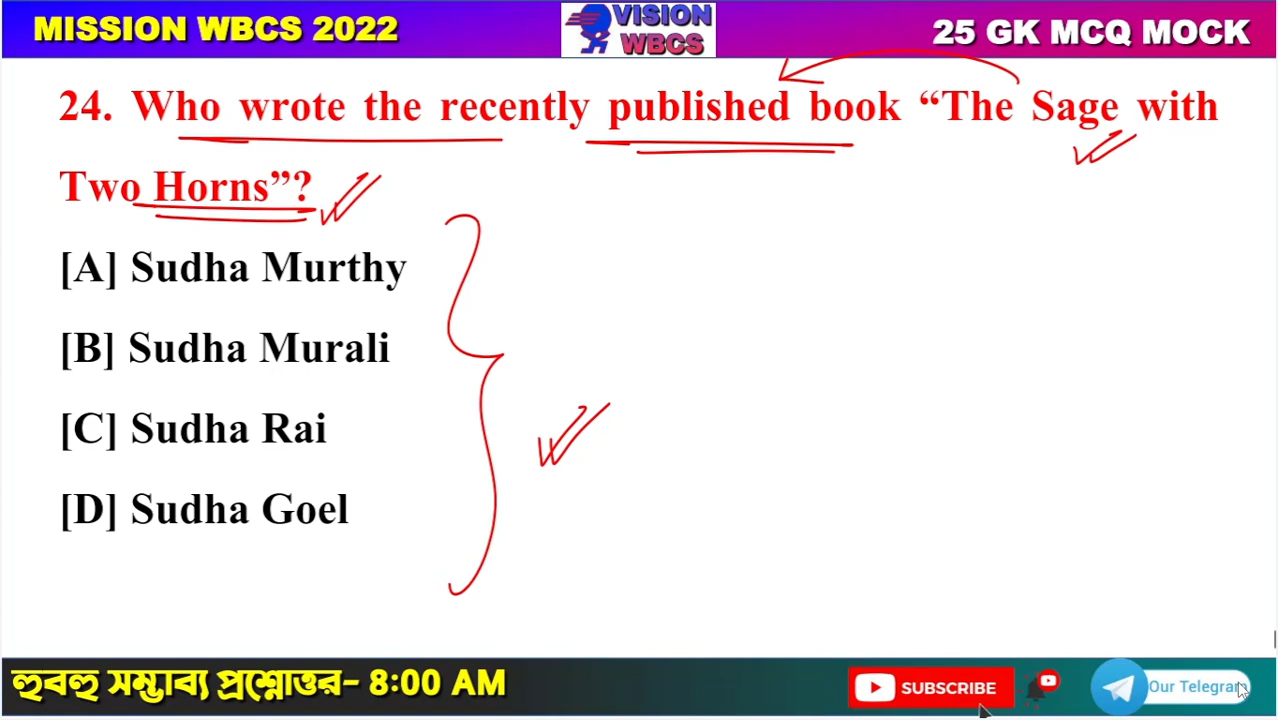 MISSION WBCS 2022
VISION
WBCS
25 GK MCQ MOCK
24. Who wrote the recently published book “The Sage with
Two Horns”?
[A] Sudha Murthy
[B] Sudha Murali
[C] Sudha Rai
[D] Sudha Goel
হুবহু সম্ভাব্য প্রশ্নোত্তর- 8:00 AM
SUBSCRIBE
Our Telegram